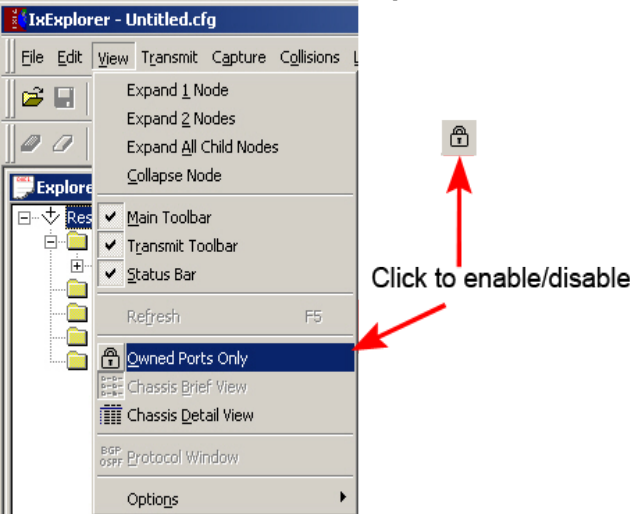 IxExplorer - Untitled.cfg
File Edit View Transmit Capture Collisions
Expand 1 Node
Expand 2 Nodes
Expand All Child Nodes
Collapse Node
Explore
Res
Main Toolbar
Transmit Toolbar
Status Bar
Refresh F5
Owned Ports Only
Chassis Brief View
Chassis Detail View
BGP
OSPF Protocol Window
Options
Click to enable/disable